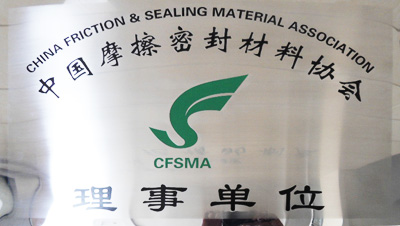 CHINA FRICTION & SEALING MATERIAL ASSOCIATION
中国摩擦密封材料协会
CFSMA
理事单位